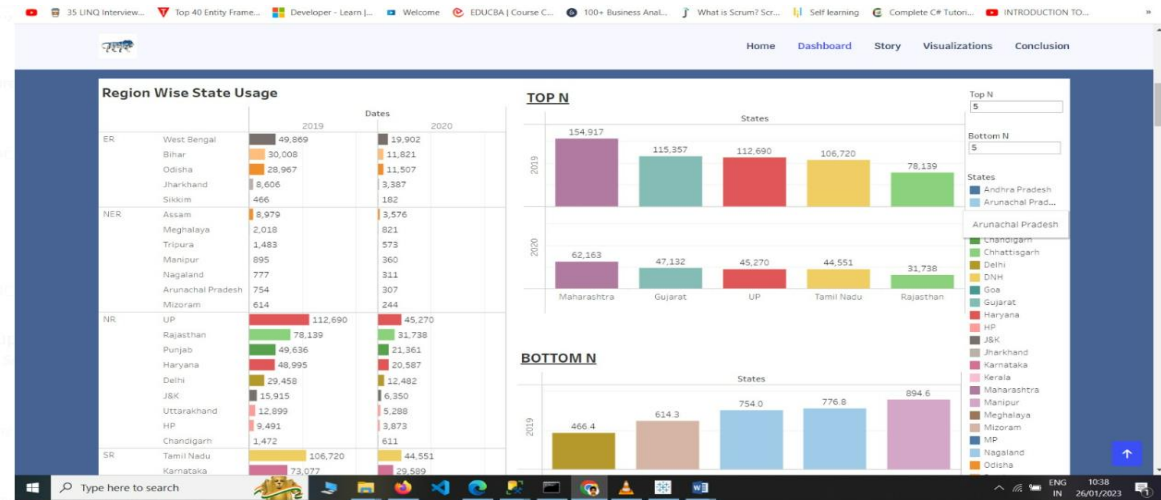 35 LINQ Interview... Top 40 Entity Frame... Developer - Learn |... Welcome EDUCBA | Course C... 100+ Business Anal... What is Scrum? Scr... Self learning Complete C# Tuton... INTRODUCTION TO... »
Home Dashboard Story Visualizations Conclusion
Region Wise State Usage
Dates
2019 2020
ER West Bengal 49,869 19,902
Bihar 30,008 11,821
Odisha 28,967 11,507
Jharkhand 8,606 3,387
Sikkim 466 182
NER Assam 8,979 3,576
Meghalaya 2,018 821
Tripura 1,483 573
Manipur 895 360
Nagaland 777 311
Arunachal Pradesh 754 307
Mizoram 614 244
NR UP 112,690 45,270
Rajasthan 78,139 31,738
Punjab 49,636 21,361
Haryana 48,995 20,587
Delhi 29,458 12,482
J&K 15,915 6,350
Uttarakhand 12,899 5,288
HP 9,491 3,873
Chandigarh 1,472 611
SR Tamil Nadu 106,720 44,551
Karnataka 73,077 29,589
TOP N
States
2019
154,917 115,357 112,690 106,720 78,139
2020
62,163 47,132 45,270 44,551 31,738
Maharashtra Gujarat UP Tamil Nadu Rajasthan
BOTTOM N
States
2019
466.4 614.3 754.0 776.8 894.6
Top N
5
Bottom N
5
States
Andhra Pradesh
Arunachal Prad...
Arunachal Pradesh
Chandigarh
Chhattisgarh
Delhi
DNH
Goa
Gujarat
Haryana
HP
J&K
Jharkhand
Karnataka
Kerala
Maharashtra
Manipur
Meghalaya
Mizoram
MP
Nagaland
Odisha
Type here to search
ENG 10:38
IN 26/01/2023